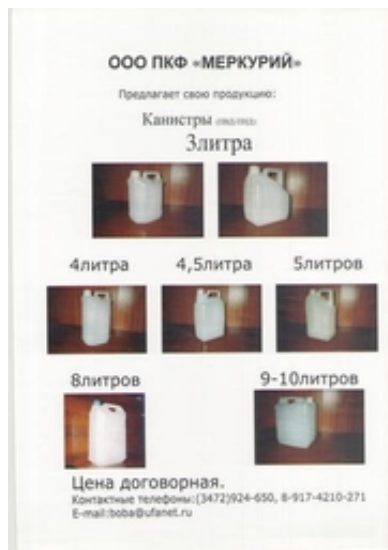 ООО ПКФ «МЕРКУРИЙ»
Предлагает свою продукцию:
Канистры
3литра
4литра 4,5литра 5литров
8литров 9-10литров
Цена договорная.
Контактные телефоны:(3472)924-650, 8-917-4210-271
E-mail:boba@ufanet.ru